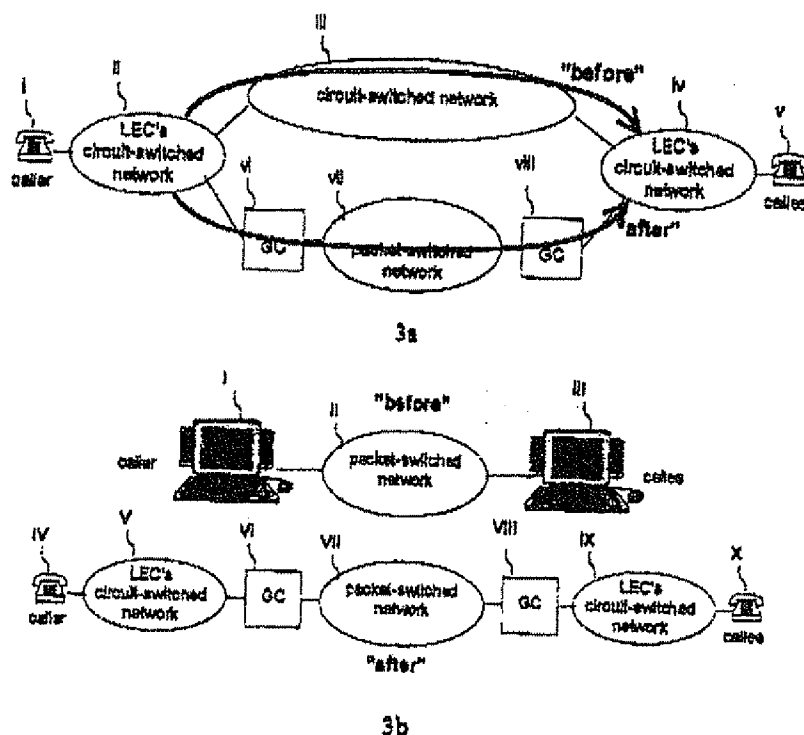 iii
"before"
i
ii
iv
v
circuit-switched network
LEC's
circuit-switched
network
LEC's
circuit-switched
network
caller
callee
vi
vii
viii
"after"
GC
packet-switched
network
GC
3a
i
"before"
iii
ii
caller
packet-switched
network
callee
iv
v
vi
vii
viii
ix
x
LEC's
circuit-switched
network
GC
packet-switched
network
GC
LEC's
circuit-switched
network
caller
callee
"after"
3b